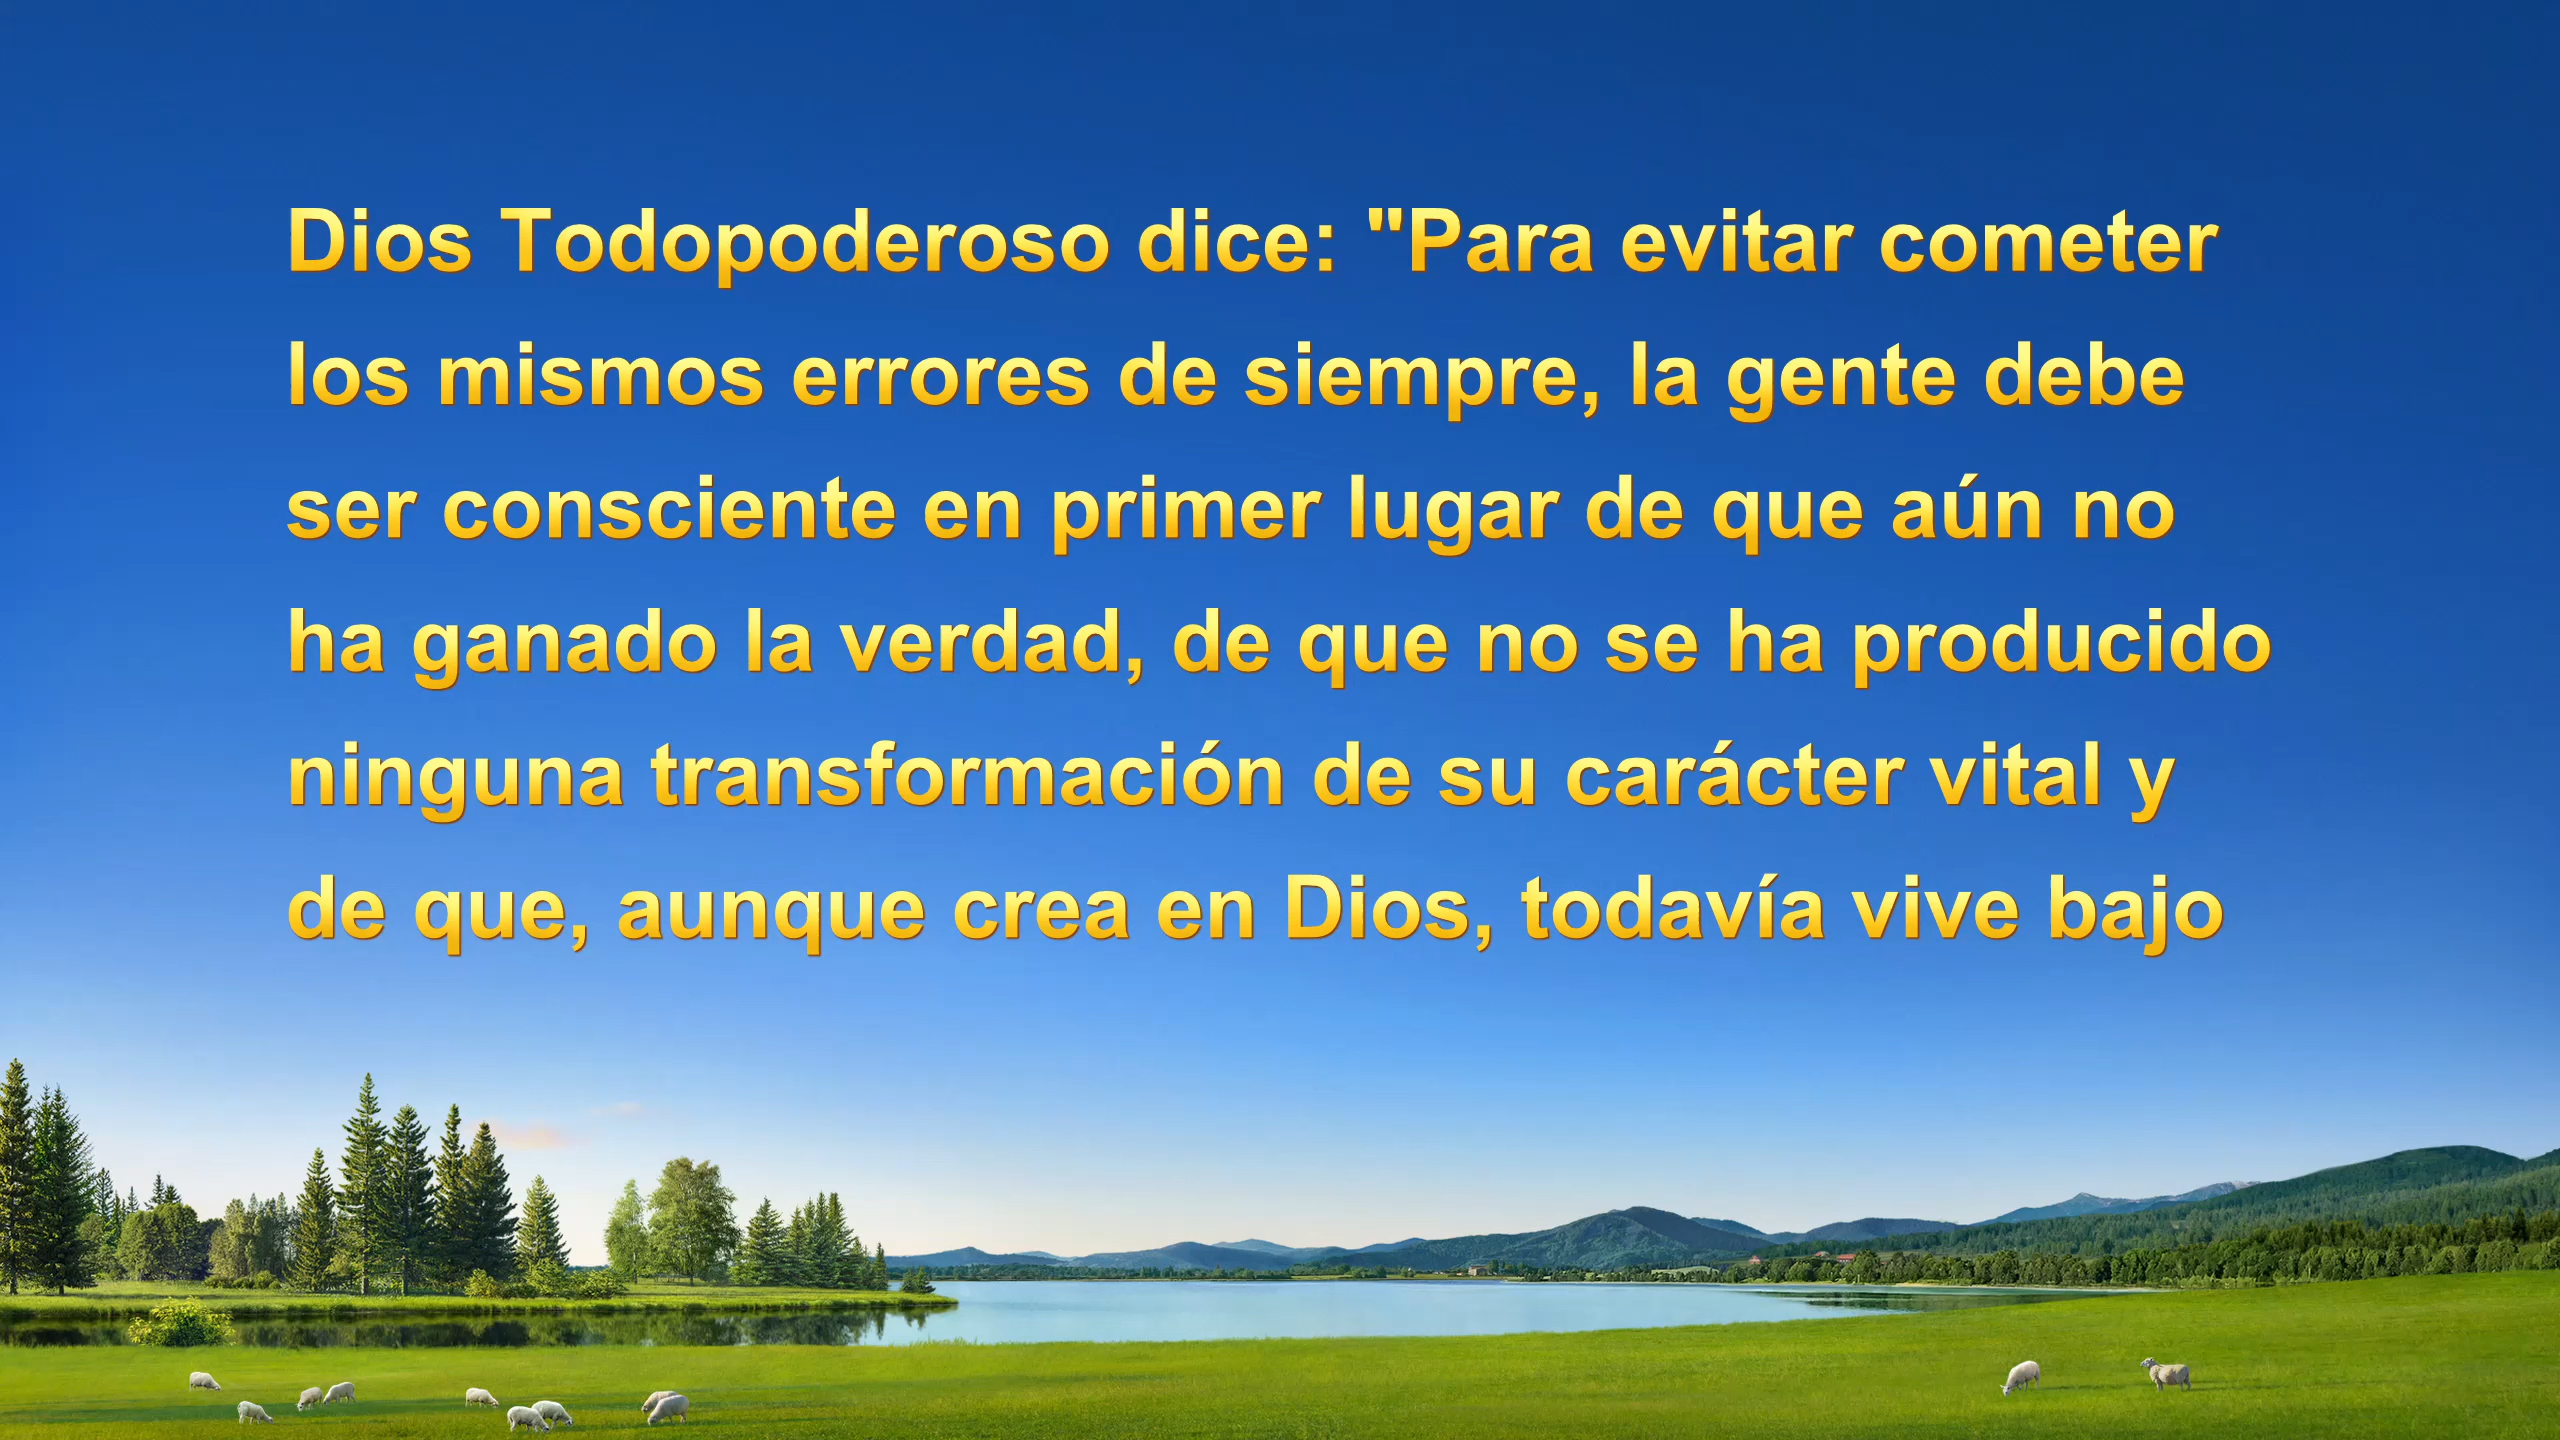 Dios Todopoderoso dice: "Para evitar cometer
los mismos errores de siempre, la gente debe
ser consciente en primer lugar de que aún no
ha ganado la verdad, de que no se ha producido
ninguna transformación de su carácter vital y
de que, aunque crea en Dios, todavía vive bajo